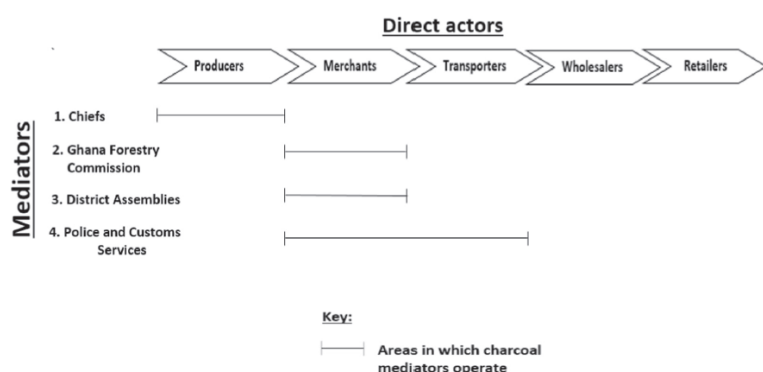 Direct actors
Producers
Merchants
Transporters
Wholesalers
Retailers
Mediators
1. Chiefs
2. Ghana Forestry
Commission
3. District Assemblies
4. Police and Customs
Services
Key:
Areas in which charcoal
mediators operate